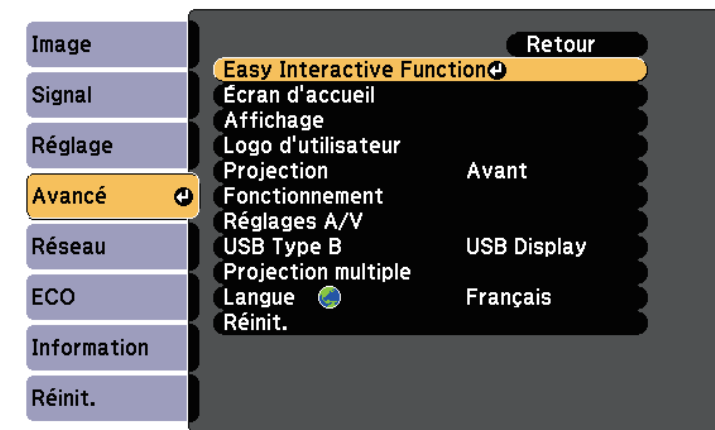 Image
Signal
Réglage
Avancé
Réseau
ECO
Information
Réinit.
Retour
Easy Interactive Function
Écran d'accueil
Affichage
Logo d'utilisateur
Projection Avant
Fonctionnement
Réglages A/V
USB Type B USB Display
Projection multiple
Langue Français
Réinit.